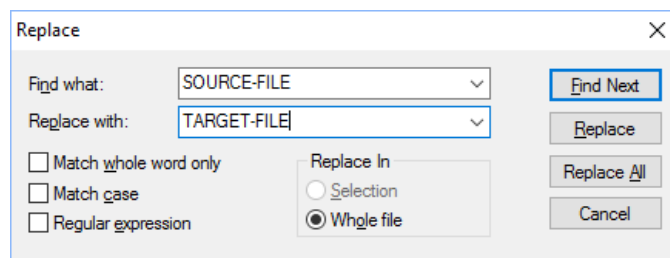 Replace
Find what: SOURCE-FILE Find Next
Replace with: TARGET-FILE Replace
Match whole word only Replace In Replace All
Match case Selection
Regular expression Whole file Cancel